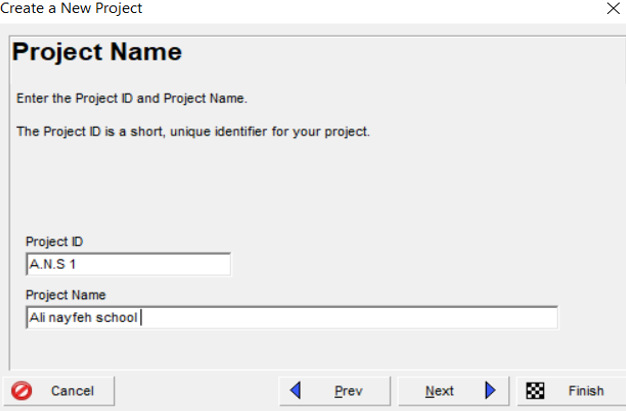 Create a New Project
Project Name
Enter the Project ID and Project Name.
The Project ID is a short, unique identifier for your project.
Project ID
A.N.S 1
Project Name
Ali nayfeh school
Cancel Prev Next Finish